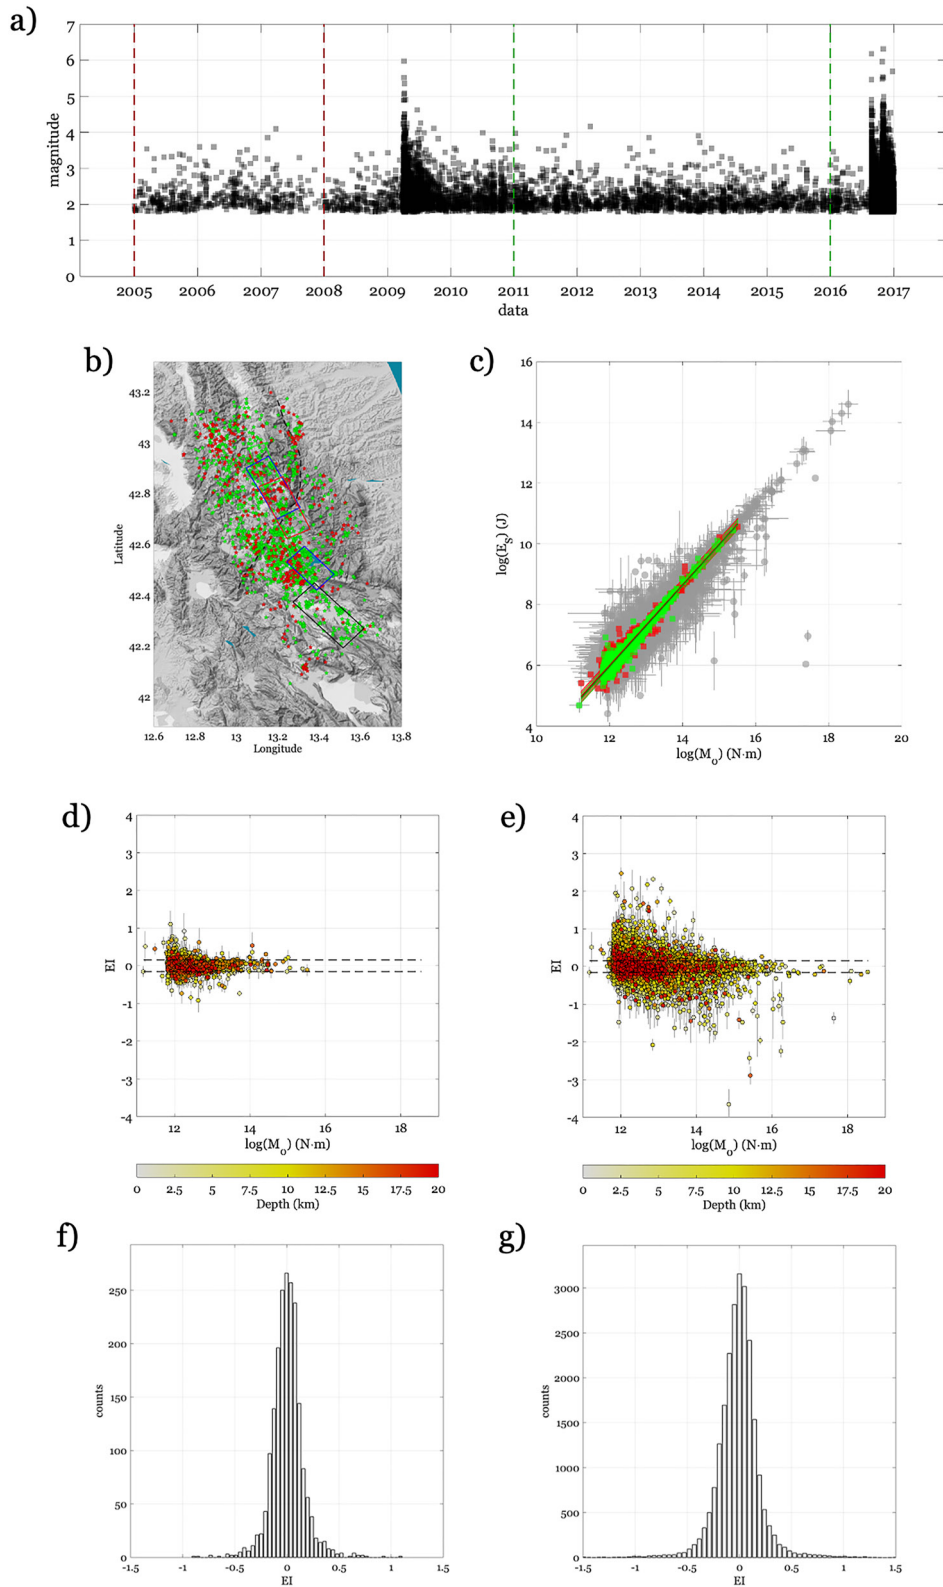 a)
magnitude
7
6
5
4
3
2
1
0
2005 2006 2007 2008 2009 2010 2011 2012 2013 2014 2015 2016 2017
data
b)
Latitude
43.2
43
42.8
42.6
42.4
42.2
42
12.6 12.8 13 13.2 13.4 13.6 13.8
Longitude
c)
log(E_S) (J)
16
14
12
10
8
6
4
10 12 14 16 18 20
log(M_o) (N·m)
d)
EI
4
3
2
1
0
-1
-2
-3
-4
12 14 16 18
log(M_o) (N·m)
0 2.5 5 7.5 10 12.5 15 17.5 20
Depth (km)
e)
EI
4
3
2
1
0
-1
-2
-3
-4
12 14 16 18
log(M_o) (N·m)
0 2.5 5 7.5 10 12.5 15 17.5 20
Depth (km)
f)
counts
250
200
150
100
50
0
-1.5 -1 -0.5 0 0.5 1 1.5
EI
g)
counts
3000
2500
2000
1500
1000
500
0
-1.5 -1 -0.5 0 0.5 1 1.5
EI